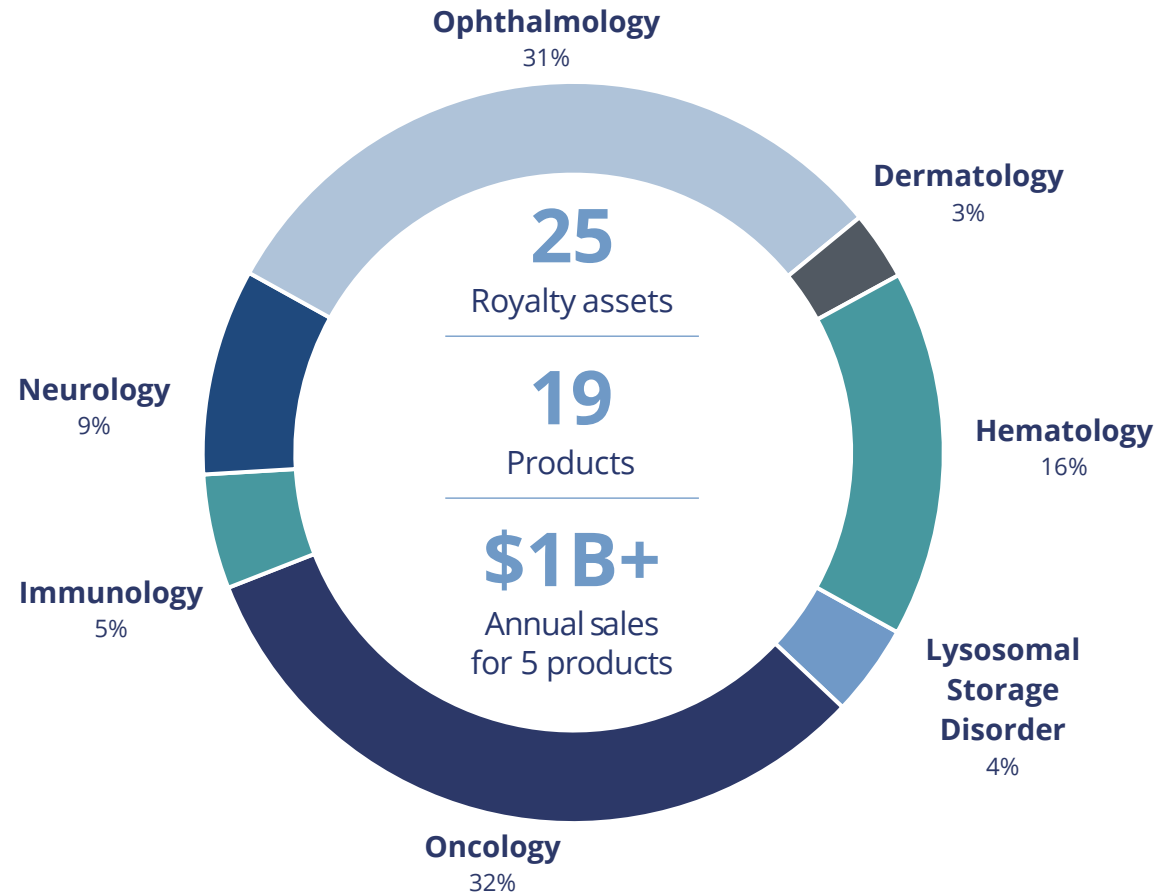 Ophthalmology
31%
Dermatology
3%
25
Royalty assets
19
Products
$1B+
Annual sales
for 5 products
Hematology
16%
Lysosomal
Storage
Disorder
4%
Oncology
32%
Immunology
5%
Neurology
9%